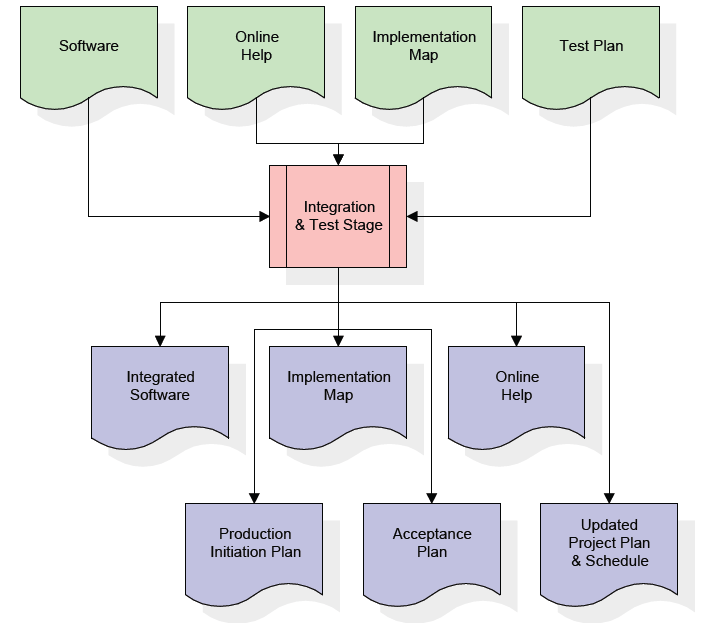 Software
Online
Help
Implementation
Map
Test Plan
Integration
& Test Stage
Integrated
Software
Implementation
Map
Online
Help
Production
Initiation Plan
Acceptance
Plan
Updated
Project Plan
& Schedule